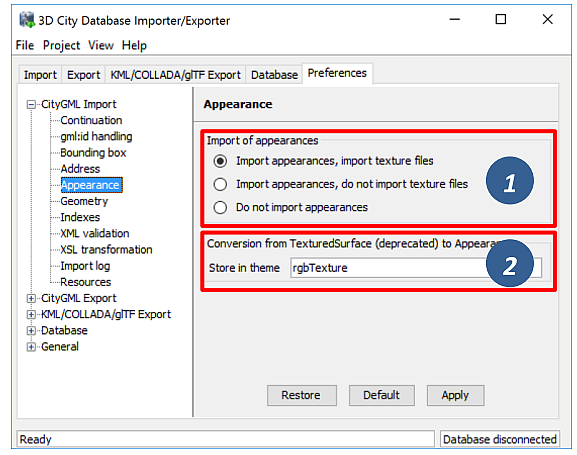 3D City Database Importer/Exporter
File Project View Help
Import Export KML/COLLADA/glTF Export Database Preferences
CityGML Import
Continuation
gml:id handling
Bounding box
Address
Appearance
Geometry
Indexes
XML validation
XSL transformation
Import log
Resources
CityGML Export
KML/COLLADA/glTF Export
Database
General
Appearance
Import of appearances
Import appearances, import texture files
Import appearances, do not import texture files
Do not import appearances
1
Conversion from TexturedSurface (deprecated) to Appear
Store in theme rgbTexture
2
Restore Default Apply
Ready Database disconnected